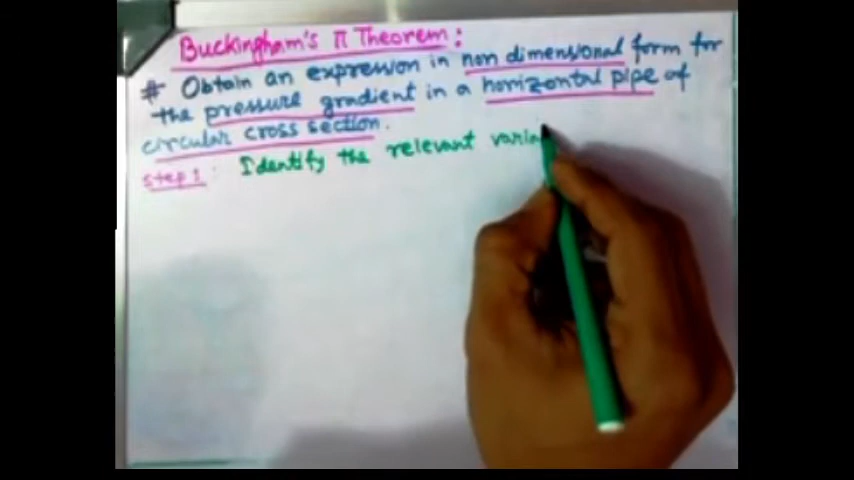 Buckingham's π Theorem:
# Obtain an expression in non dimensional form for
the pressure gradient in a horizontal pipe of
circular cross section.
step 1: Identify the relevant varia